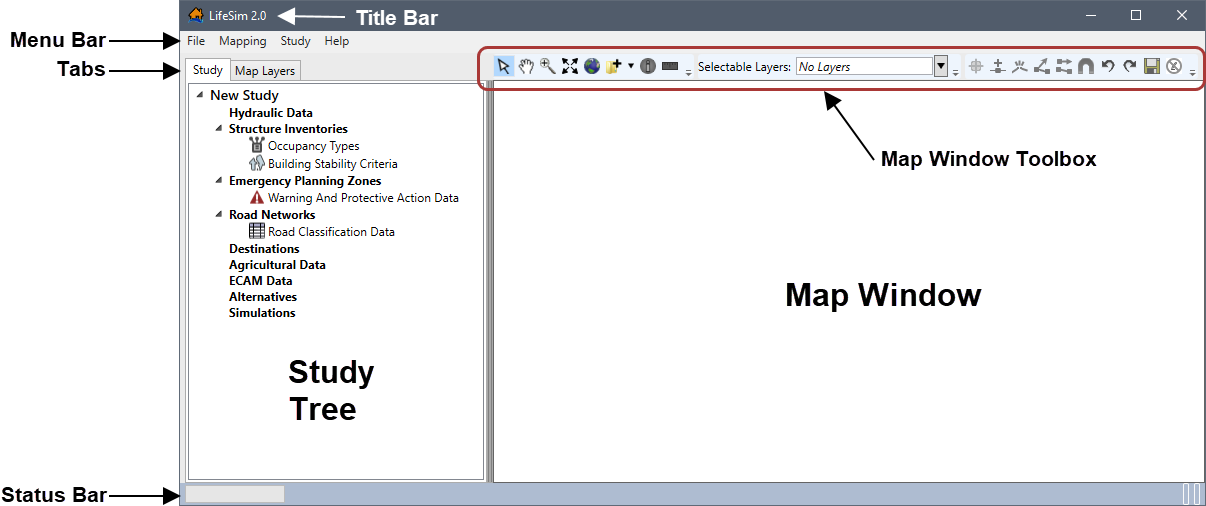 LifeSim 2.0
Title Bar
Menu Bar
File Mapping Study Help
Tabs
Study Map Layers
Selectable Layers: No Layers
New Study
Hydraulic Data
Structure Inventories
Occupancy Types
Building Stability Criteria
Emergency Planning Zones
Warning And Protective Action Data
Road Networks
Road Classification Data
Destinations
Agricultural Data
ECAM Data
Alternatives
Simulations
Map Window Toolbox
Map Window
Study
Tree
Status Bar